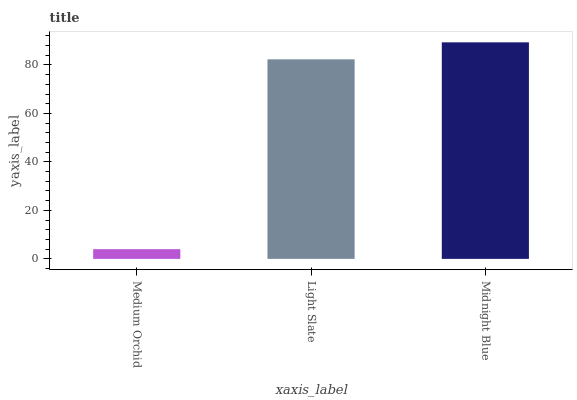 title
yaxis_label
80
60
40
20
0
Medium Orchid
Light Slate
Midnight Blue
xaxis_label